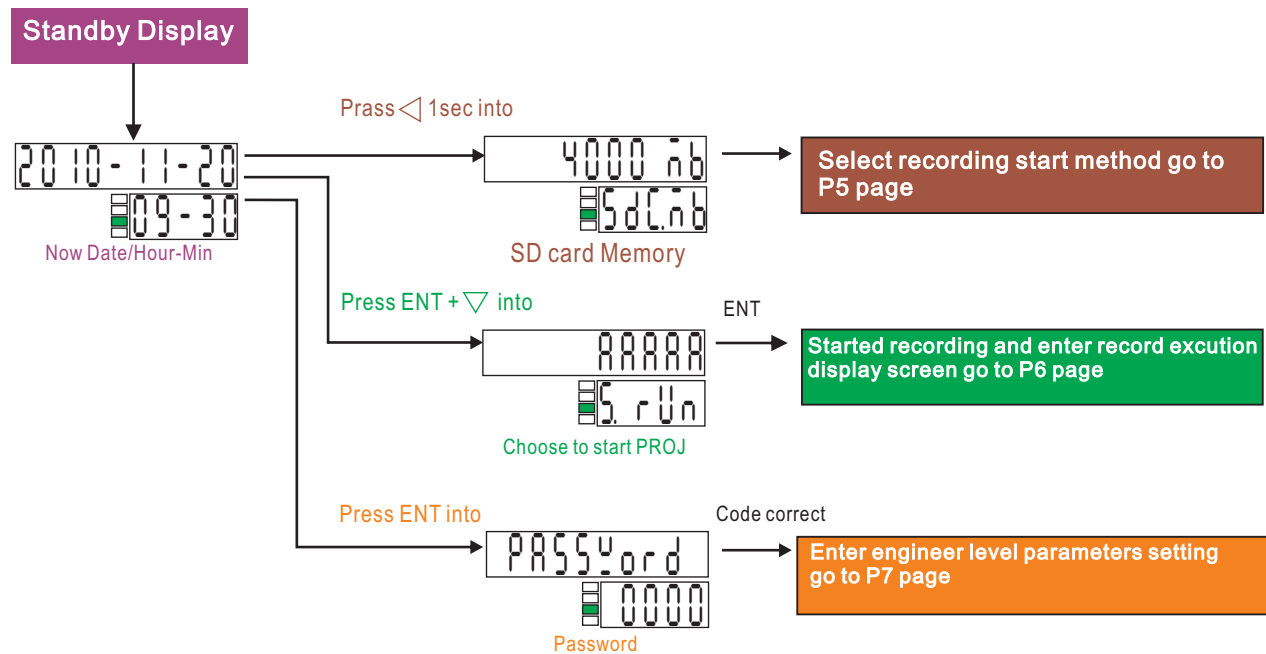 Standby Display
Prass ◁ 1sec into
2010-11-20
09-30
Now Date/Hour-Min
4000 mb
SdC.mb
SD card Memory
Select recording start method go to
P5 page
Press ENT + ▽ into
AAAAA
S. rUn
Choose to start PROJ
ENT
Started recording and enter record excution
display screen go to P6 page
Press ENT into
PASSYord
0000
Password
Code correct
Enter engineer level parameters setting
go to P7 page